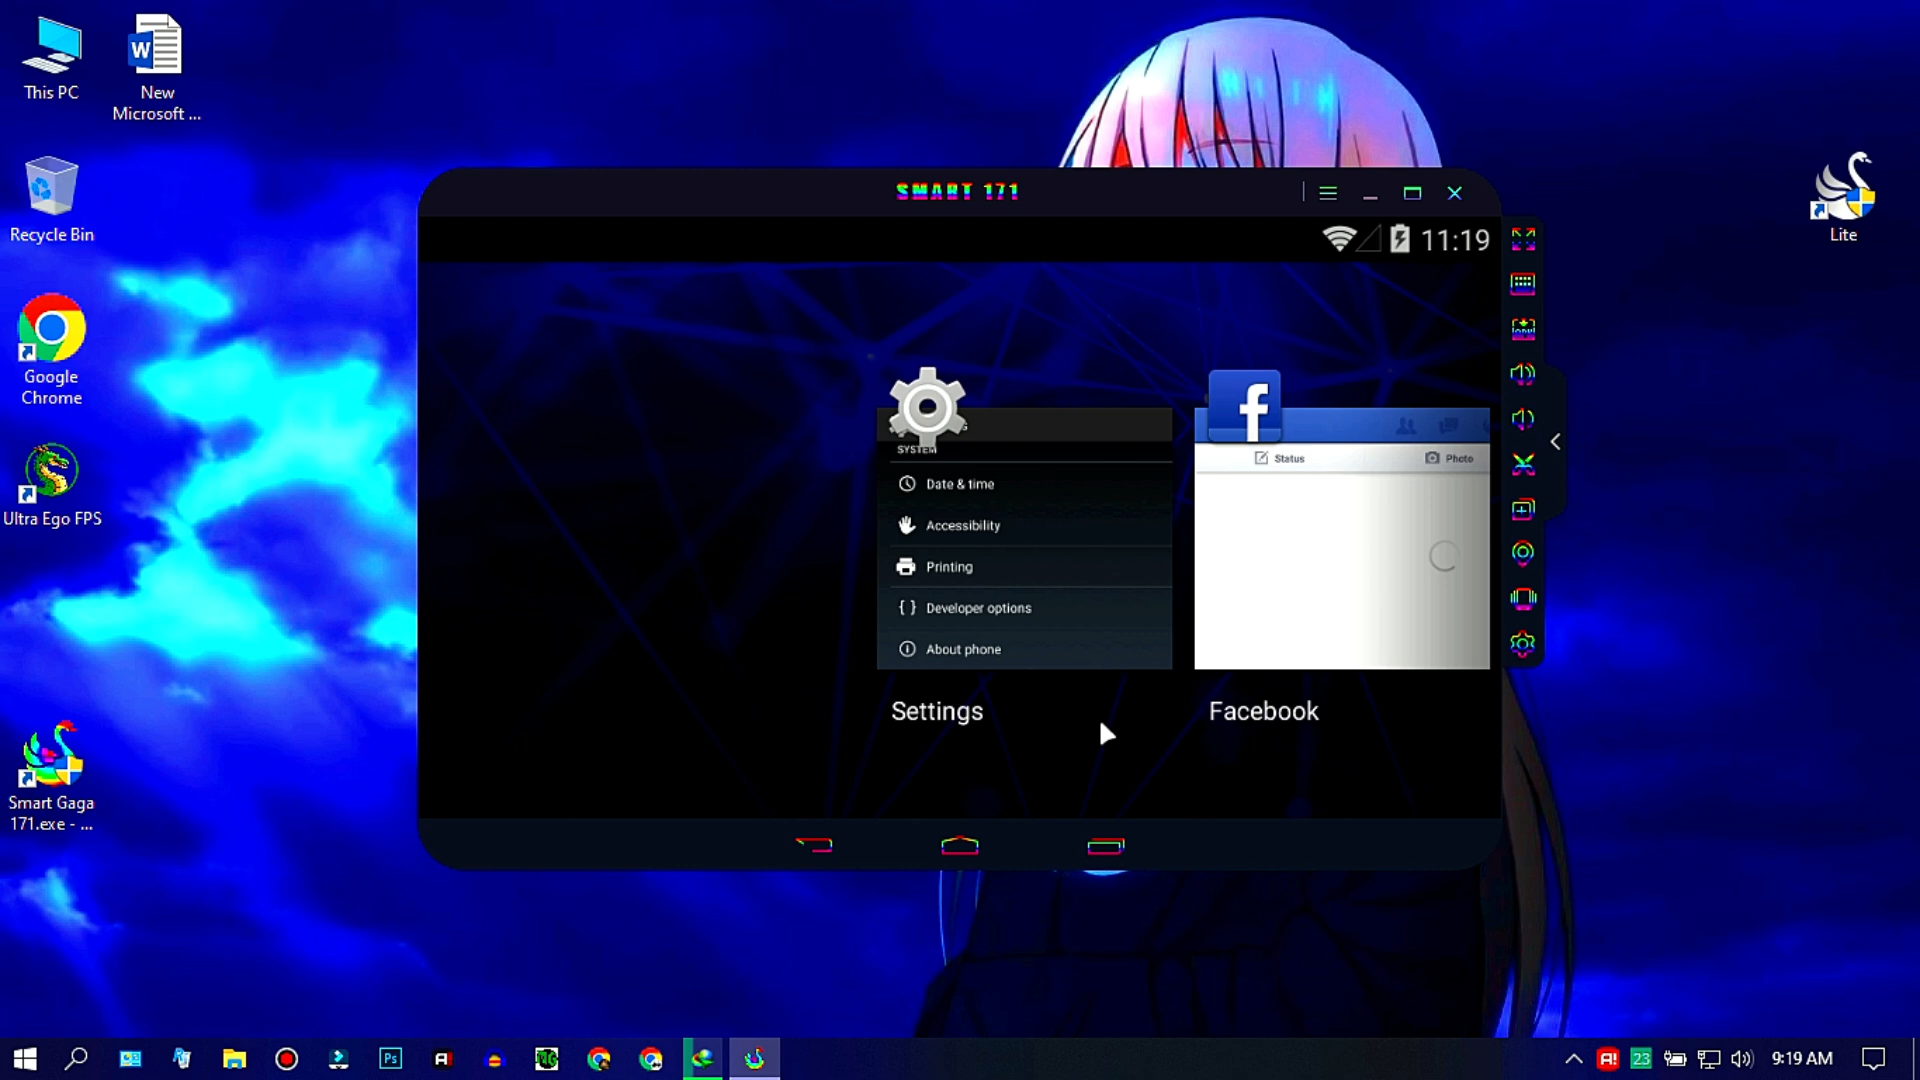 This PC
New
Microsoft ...
Recycle Bin
Google
Chrome
Ultra Ego FPS
Smart Gaga
171.exe - ...
Lite
SMART 171
11:19
SYSTEM
Date & time
Accessibility
Printing
{ } Developer options
About phone
Settings
f
Status
Photo
Facebook
Ps
A!
A!
23
9:19 AM